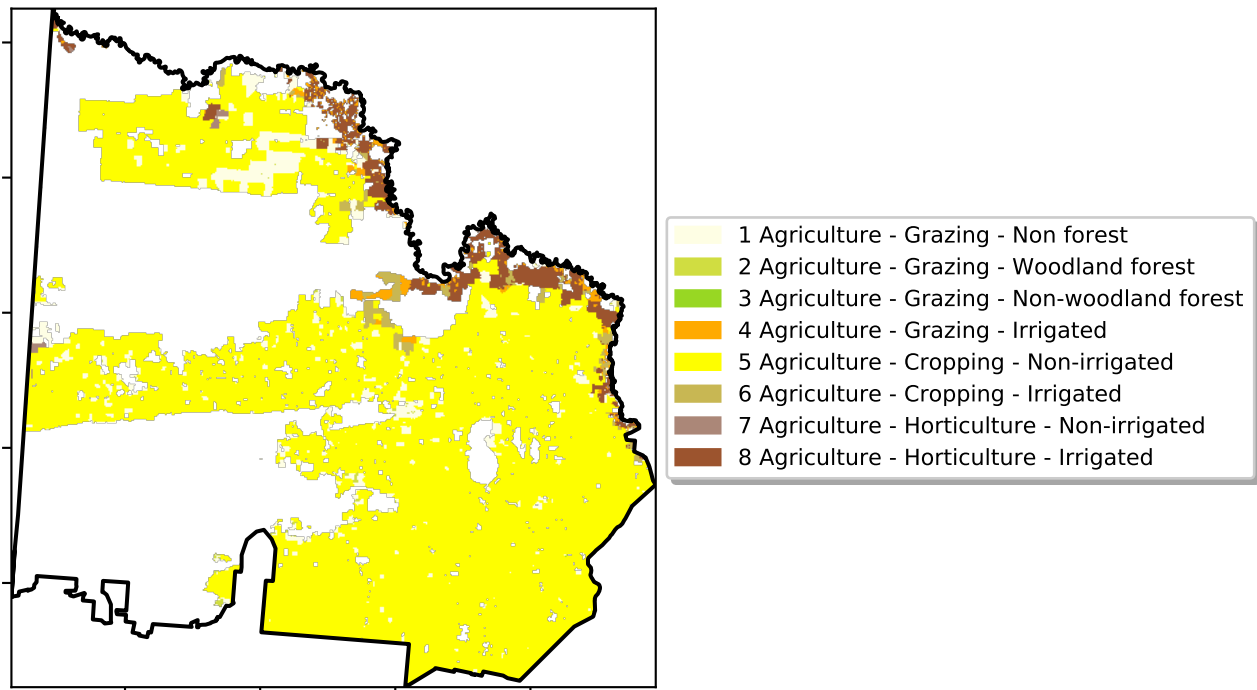 1 Agriculture - Grazing - Non forest
2 Agriculture - Grazing - Woodland forest
3 Agriculture - Grazing - Non-woodland forest
4 Agriculture - Grazing - Irrigated
5 Agriculture - Cropping - Non-irrigated
6 Agriculture - Cropping - Irrigated
7 Agriculture - Horticulture - Non-irrigated
8 Agriculture - Horticulture - Irrigated